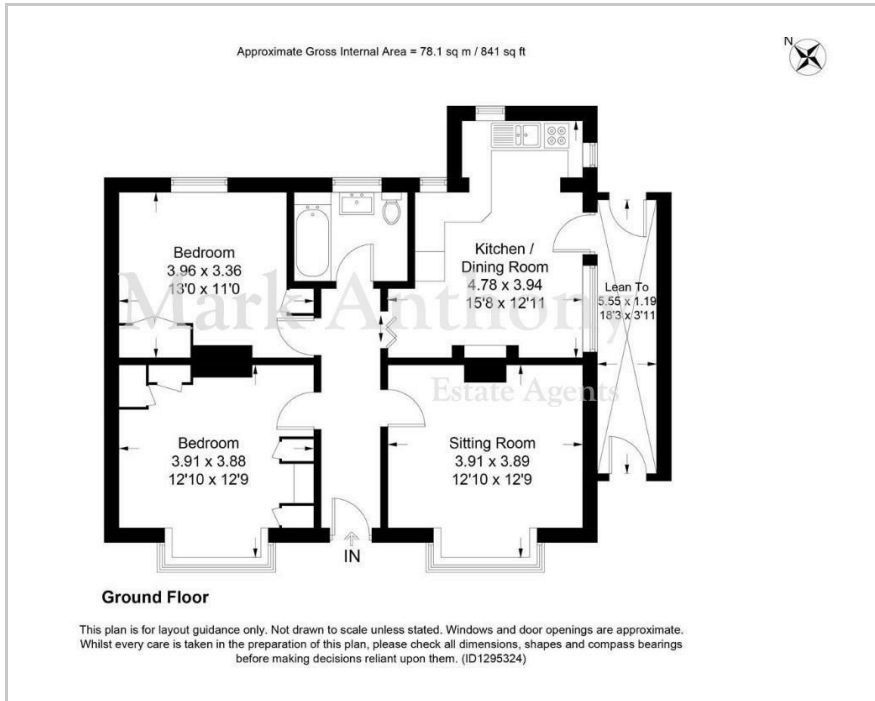 Approximate Gross Internal Area = 78.1 sq m / 841 sq ft
N
Bedroom
3.96 x 3.36
13'0 x 11'0
Kitchen /
Dining Room
4.78 x 3.94
15'8 x 12'11
Lean To
5.55 x 1.19
18'3 x 3'11
Mark Anthony
Estate Agents
Bedroom
3.91 x 3.88
12'10 x 12'9
Sitting Room
3.91 x 3.89
12'10 x 12'9
IN
Ground Floor
This plan is for layout guidance only. Not drawn to scale unless stated. Windows and door openings are approximate.
Whilst every care is taken in the preparation of this plan, please check all dimensions, shapes and compass bearings
before making decisions reliant upon them. (ID1295324)